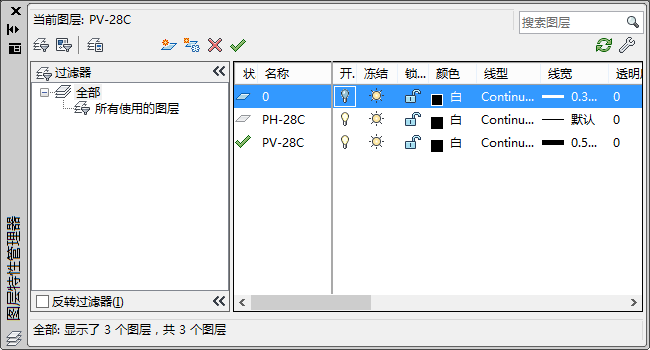 当前图层: PV-28C
搜索图层
过滤器
全部
所有使用的图层
反转过滤器(I)
状 名称 开. 冻结 锁... 颜色 线型 线宽 透明
0 白 Continu... 0.3... 0
PH-28C 白 Continu... 默认 0
PV-28C 白 Continu... 0.5... 0
全部: 显示了 3 个图层，共 3 个图层
图层特性管理器